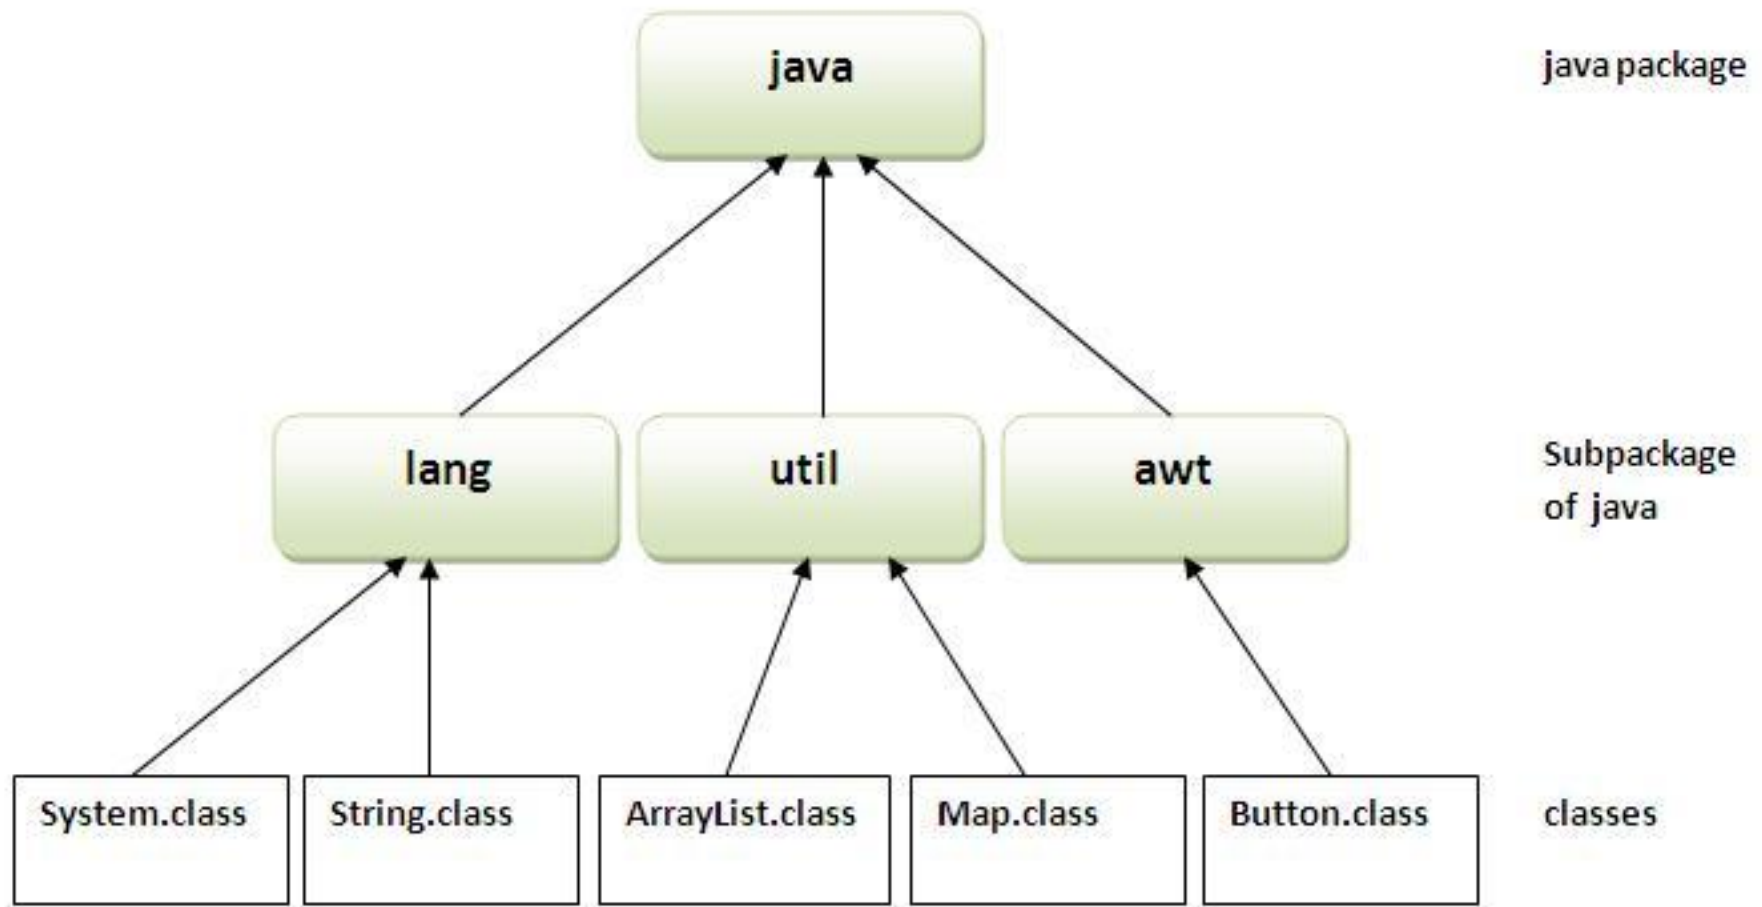 java
java package
lang
util
awt
Subpackage
of java
System.class
String.class
ArrayList.class
Map.class
Button.class
classes